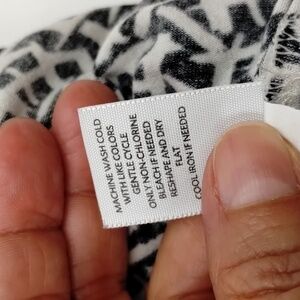 MACHINE WASH COLD
WITH LIKE COLORS
GENTLE CYCLE
ONLY NON-CHLORINE
BLEACH IF NEEDED
RESHAPE AND DRY
FLAT
COOL IRON IF NEEDED